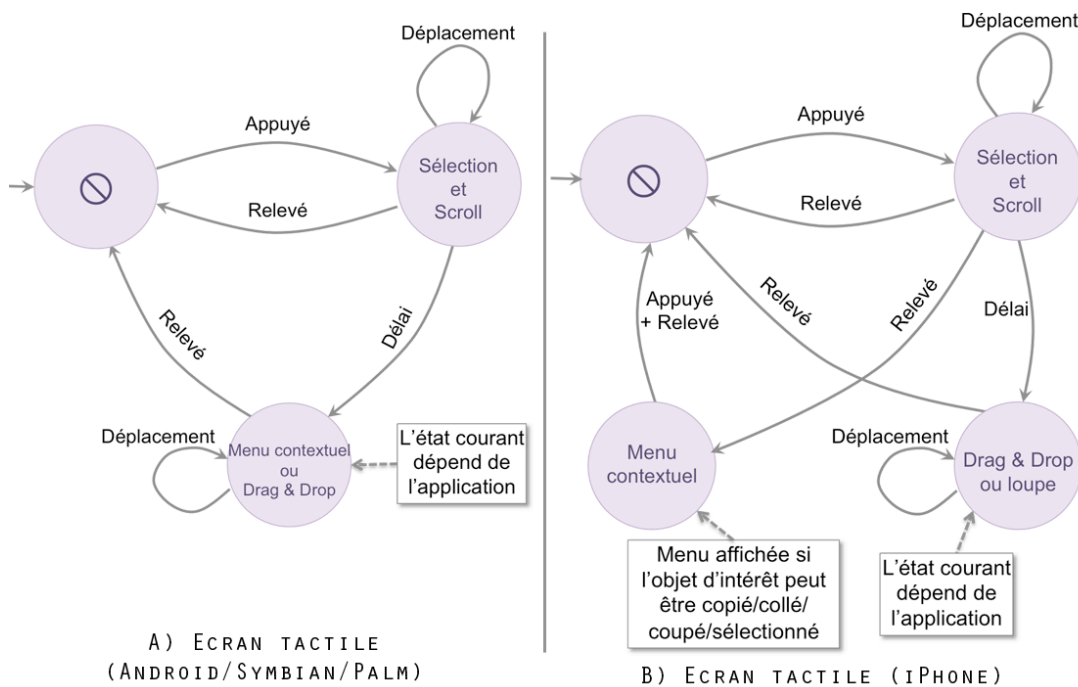 Déplacement
Appuyé
Relevé
Sélection
et
Scroll
Relevé
Délai
Déplacement
Menu contextuel
ou
Drag & Drop
L'état courant
dépend de
l'application
A) Ecran tactile
(Android/Symbian/Palm)
Déplacement
Appuyé
Relevé
Sélection
et
Scroll
Appuyé
+ Relevé
Relevé
Relevé
Délai
Menu
contextuel
Déplacement
Drag & Drop
ou loupe
Menu affichée si
l'objet d'intérêt peut
être copié/collé/
coupé/sélectionné
L'état courant
dépend de
l'application
B) Ecran tactile (iPhone)